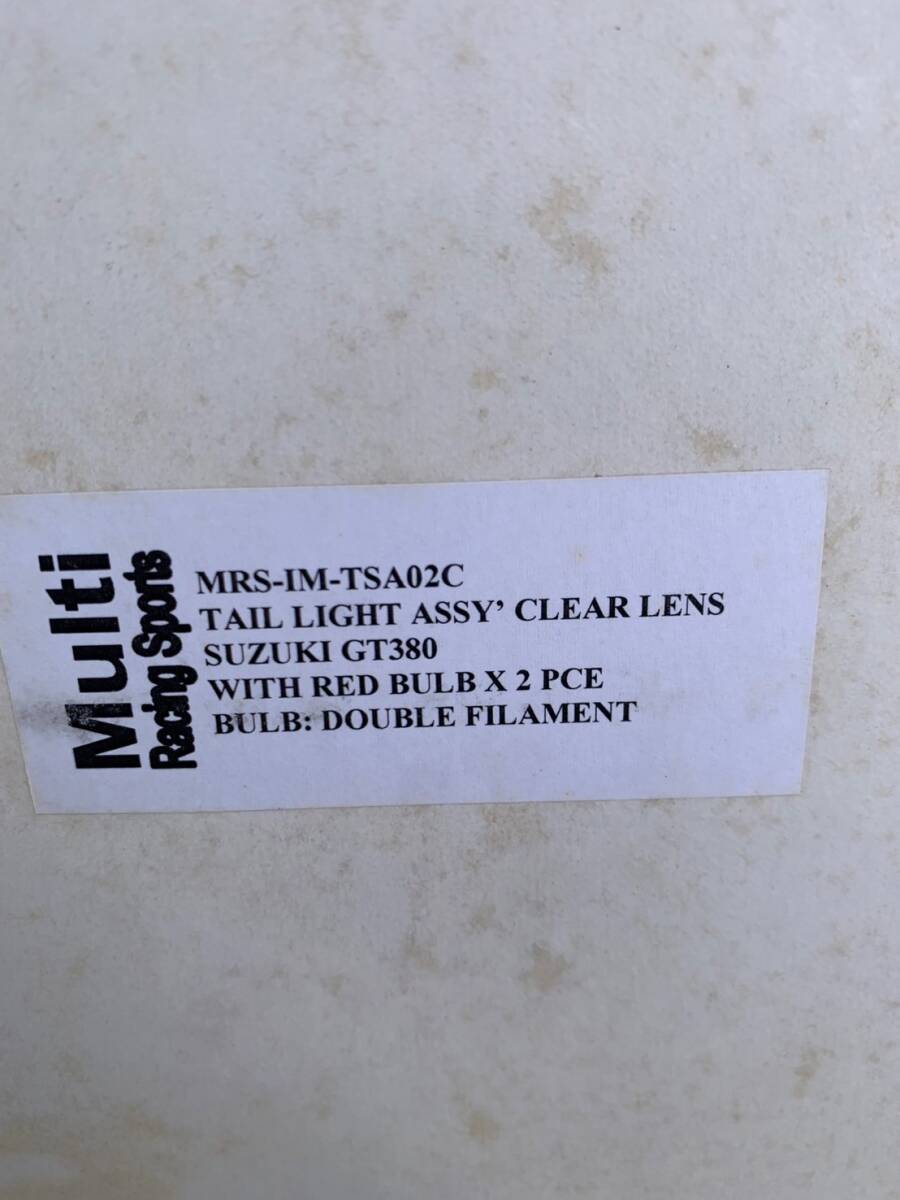 Multi
Racing Sports
MRS-IM-TSA02C
TAIL LIGHT ASSY' CLEAR LENS
SUZUKI GT380
WITH RED BULB X 2 PCE
BULB: DOUBLE FILAMENT